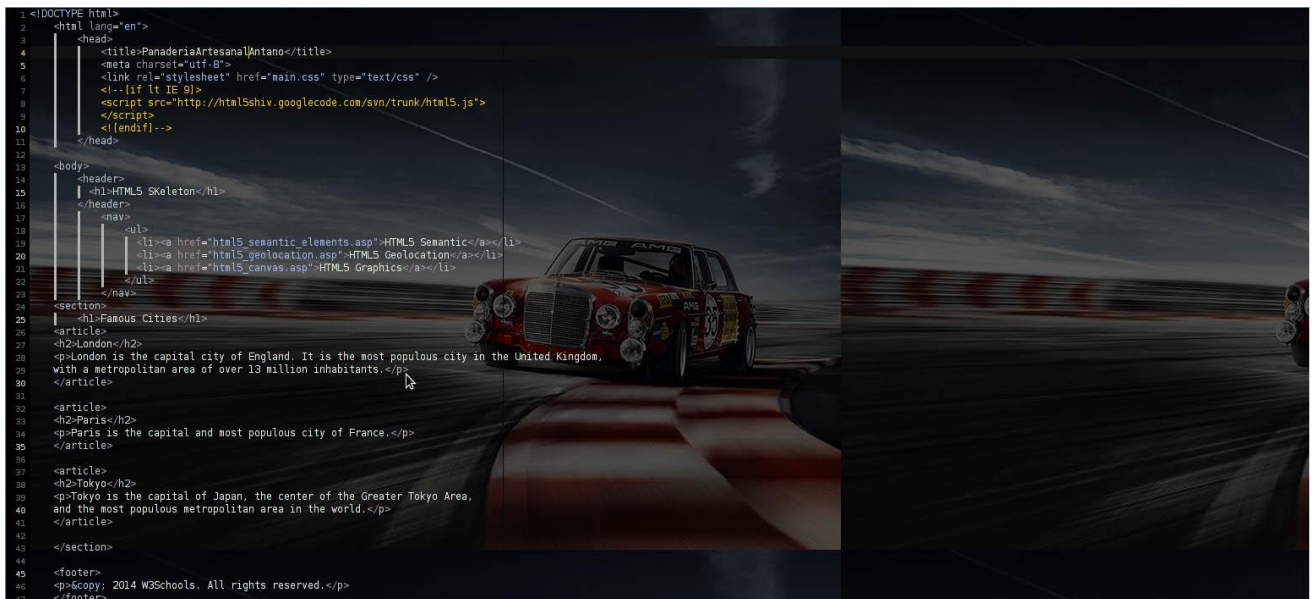 1 <!DOCTYPE html>
2 <html lang="en">
3 <head>
4 <title>PanaderiaArtesanalAntano</title>
5 <meta charset="utf-8">
6 <link rel="stylesheet" href="main.css" type="text/css" />
7 <!--[if lt IE 9]>
8 <script src="http://html5shiv.googlecode.com/svn/trunk/html5.js">
9 </script>
10 <![endif]-->
11 </head>
12
13 <body>
14 <header>
15 <h1>HTML5 SKeleton</h1>
16 </header>
17 <nav>
18 <ul>
19 <li><a href="html5_semantic_elements.asp">HTML5 Semantic</a></li>
20 <li><a href="html5_geolocation.asp">HTML5 Geolocation</a></li>
21 <li><a href="html5_canvas.asp">HTML5 Graphics</a></li>
22 </ul>
23 </nav>
24 <section>
25 <h1>Famous Cities</h1>
26 <article>
27 <h2>London</h2>
28 <p>London is the capital city of England. It is the most populous city in the United Kingdom,
29 with a metropolitan area of over 13 million inhabitants.</p>
30 </article>
31
32 <article>
33 <h2>Paris</h2>
34 <p>Paris is the capital and most populous city of France.</p>
35 </article>
36
37 <article>
38 <h2>Tokyo</h2>
39 <p>Tokyo is the capital of Japan, the center of the Greater Tokyo Area,
40 and the most populous metropolitan area in the world.</p>
41 </article>
42
43 </section>
44
45 <footer>
46 <p>&copy; 2014 W3Schools. All rights reserved.</p>
47 </footer>
AMG AMG
AMG
35